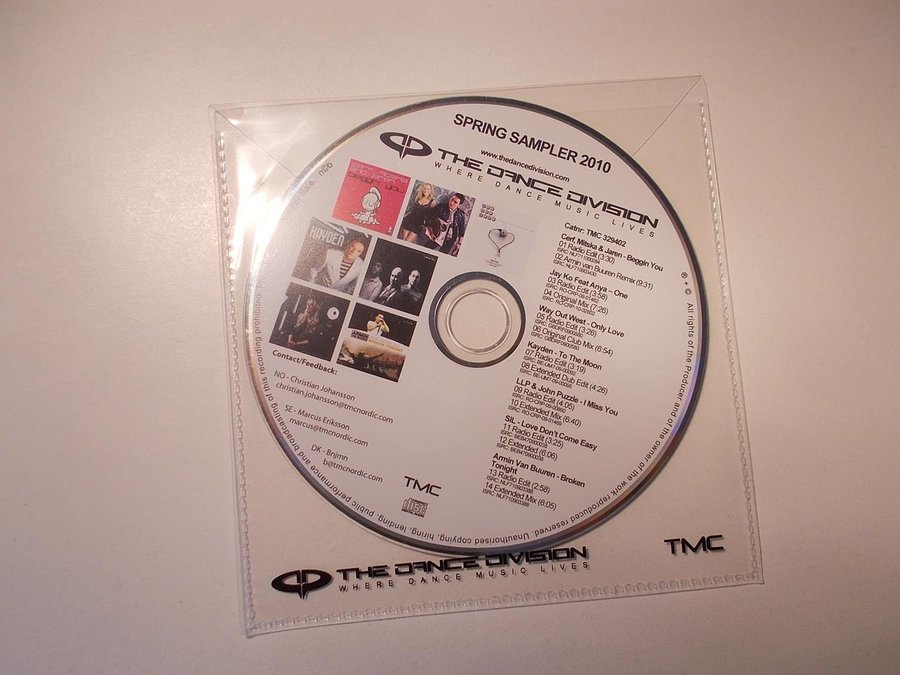 SPRING SAMPLER 2010
www.thedancedivision.com
THE DANCE DIVISION
WHERE DANCE MUSIC LIVES
KAYDEN
Catnr: TMC 329402
Cerf, Mitiska & Jaren - Beggin You
01 Radio Edit (3:30)
02 Armin van Buuren Remix (9:31)
Jay Ko Feat Anya – One
03 Radio Edit (3:58)
04 Original Mix (7:26)
Way Out West - Only Love
05 Radio Edit (3:26)
06 Original Club Mix (6:54)
Kayden - To The Moon
07 Radio Edit (3:19)
08 Extended Dub Edit (4:26)
LLP & John Puzzle - I Miss You
09 Radio Edit (4:05)
10 Extended Mix (6:40)
SIL - Love Don't Come Easy
11 Radio Edit (3:25)
12 Extended (6:06)
Armin Van Buuren - Broken
Tonight
13 Radio Edit (2:58)
14 Extended Mix (6:05)
Contact/Feedback:
NO - Christian Johansson
christian.johansson@tmcnordic.com
SE - Marcus Eriksson
marcus@tmcnordic.com
DK - Bnjmn
b@tmcnordic.com
TMC
disc
℗ + © All rights of the Producer and of the owner of the work reproduced reserved. Unauthorised copying, hiring, lending, public performance and broadcasting of this recording prohibited.
n©b
THE DANCE DIVISION
WHERE DANCE MUSIC LIVES
TMC